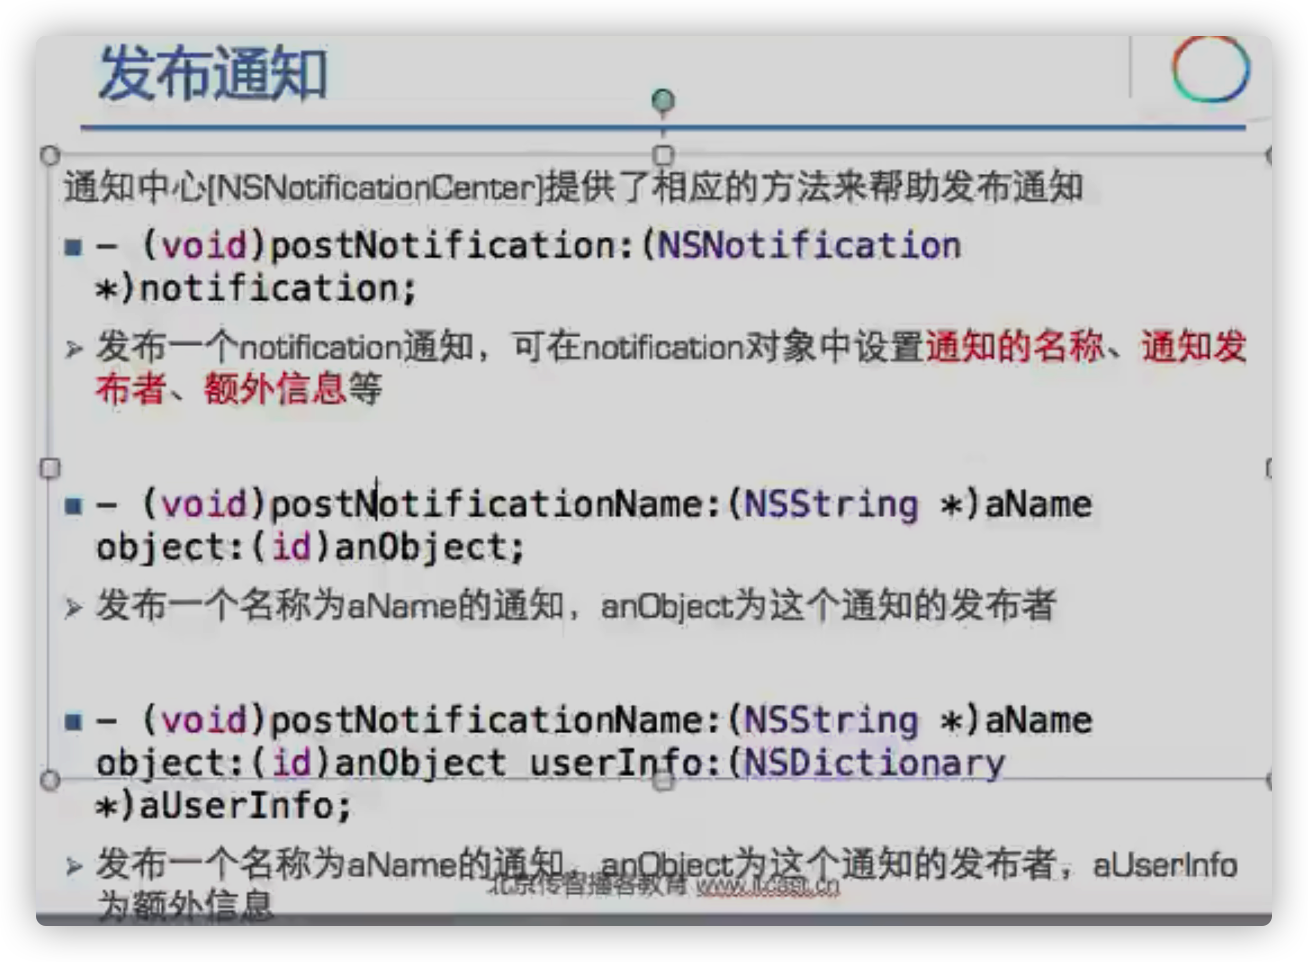 发布通知
通知中心(NSNotificationCenter)提供了相应的方法来帮助发布通知
- (void)postNotification:(NSNotification
*)notification;
发布一个notification通知，可在notification对象中设置通知的名称、通知发
布者、额外信息等
- (void)postNotificationName:(NSString *)aName
object:(id)anObject;
发布一个名称为aName的通知，anObject为这个通知的发布者
- (void)postNotificationName:(NSString *)aName
object:(id)anObject userInfo:(NSDictionary
*)aUserInfo;
发布一个名称为aName的通知，anObject为这个通知的发布者，aUserInfo
北京传智播客教育 www.itcast.cn
为额外信息